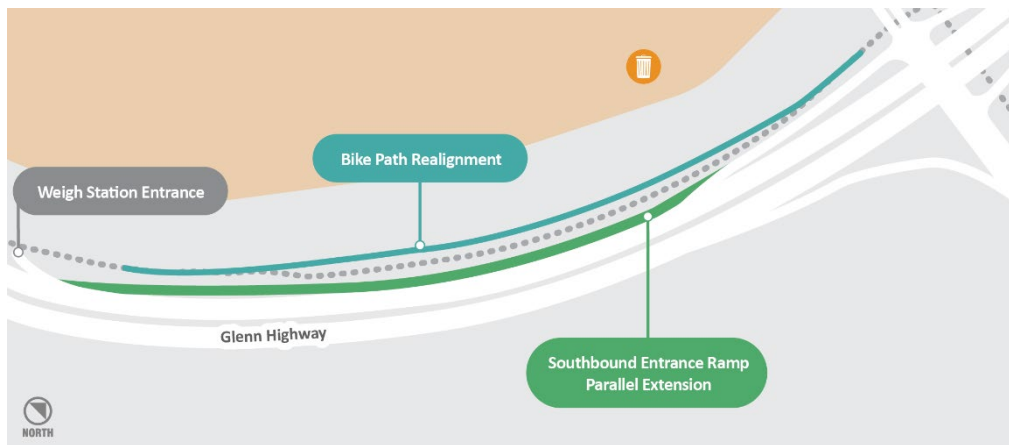 Bike Path Realignment
Weigh Station Entrance
Glenn Highway
Southbound Entrance Ramp
Parallel Extension
NORTH